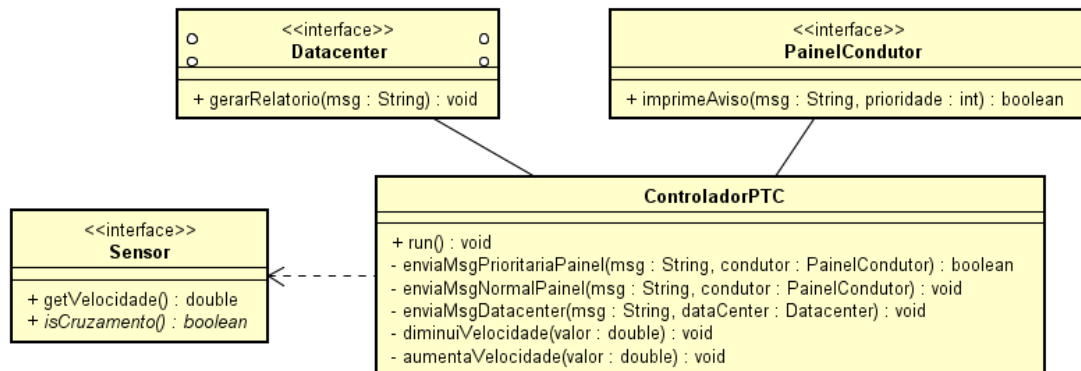 <<interface>>
Datacenter
+ gerarRelatorio(msg : String) : void
<<interface>>
PainelCondutor
+ imprimeAviso(msg : String, prioridade : int) : boolean
<<interface>>
Sensor
+ getVelocidade() : double
+ isCruzamento() : boolean
ControladorPTC
+ run() : void
- enviaMsgPrioritariaPainel(msg : String, condutor : PainelCondutor) : boolean
- enviaMsgNormalPainel(msg : String, condutor : PainelCondutor) : void
- enviaMsgDatacenter(msg : String, dataCenter : Datacenter) : void
- diminuiVelocidade(valor : double) : void
- aumentaVelocidade(valor : double) : void